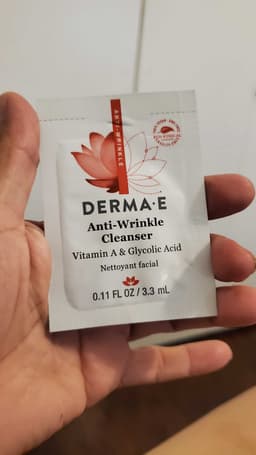 ANTI-WRINKLE
DERMA·E
Anti-Wrinkle
Cleanser
Vitamin A & Glycolic Acid
Nettoyant facial
0.11 FL OZ / 3.3 mL